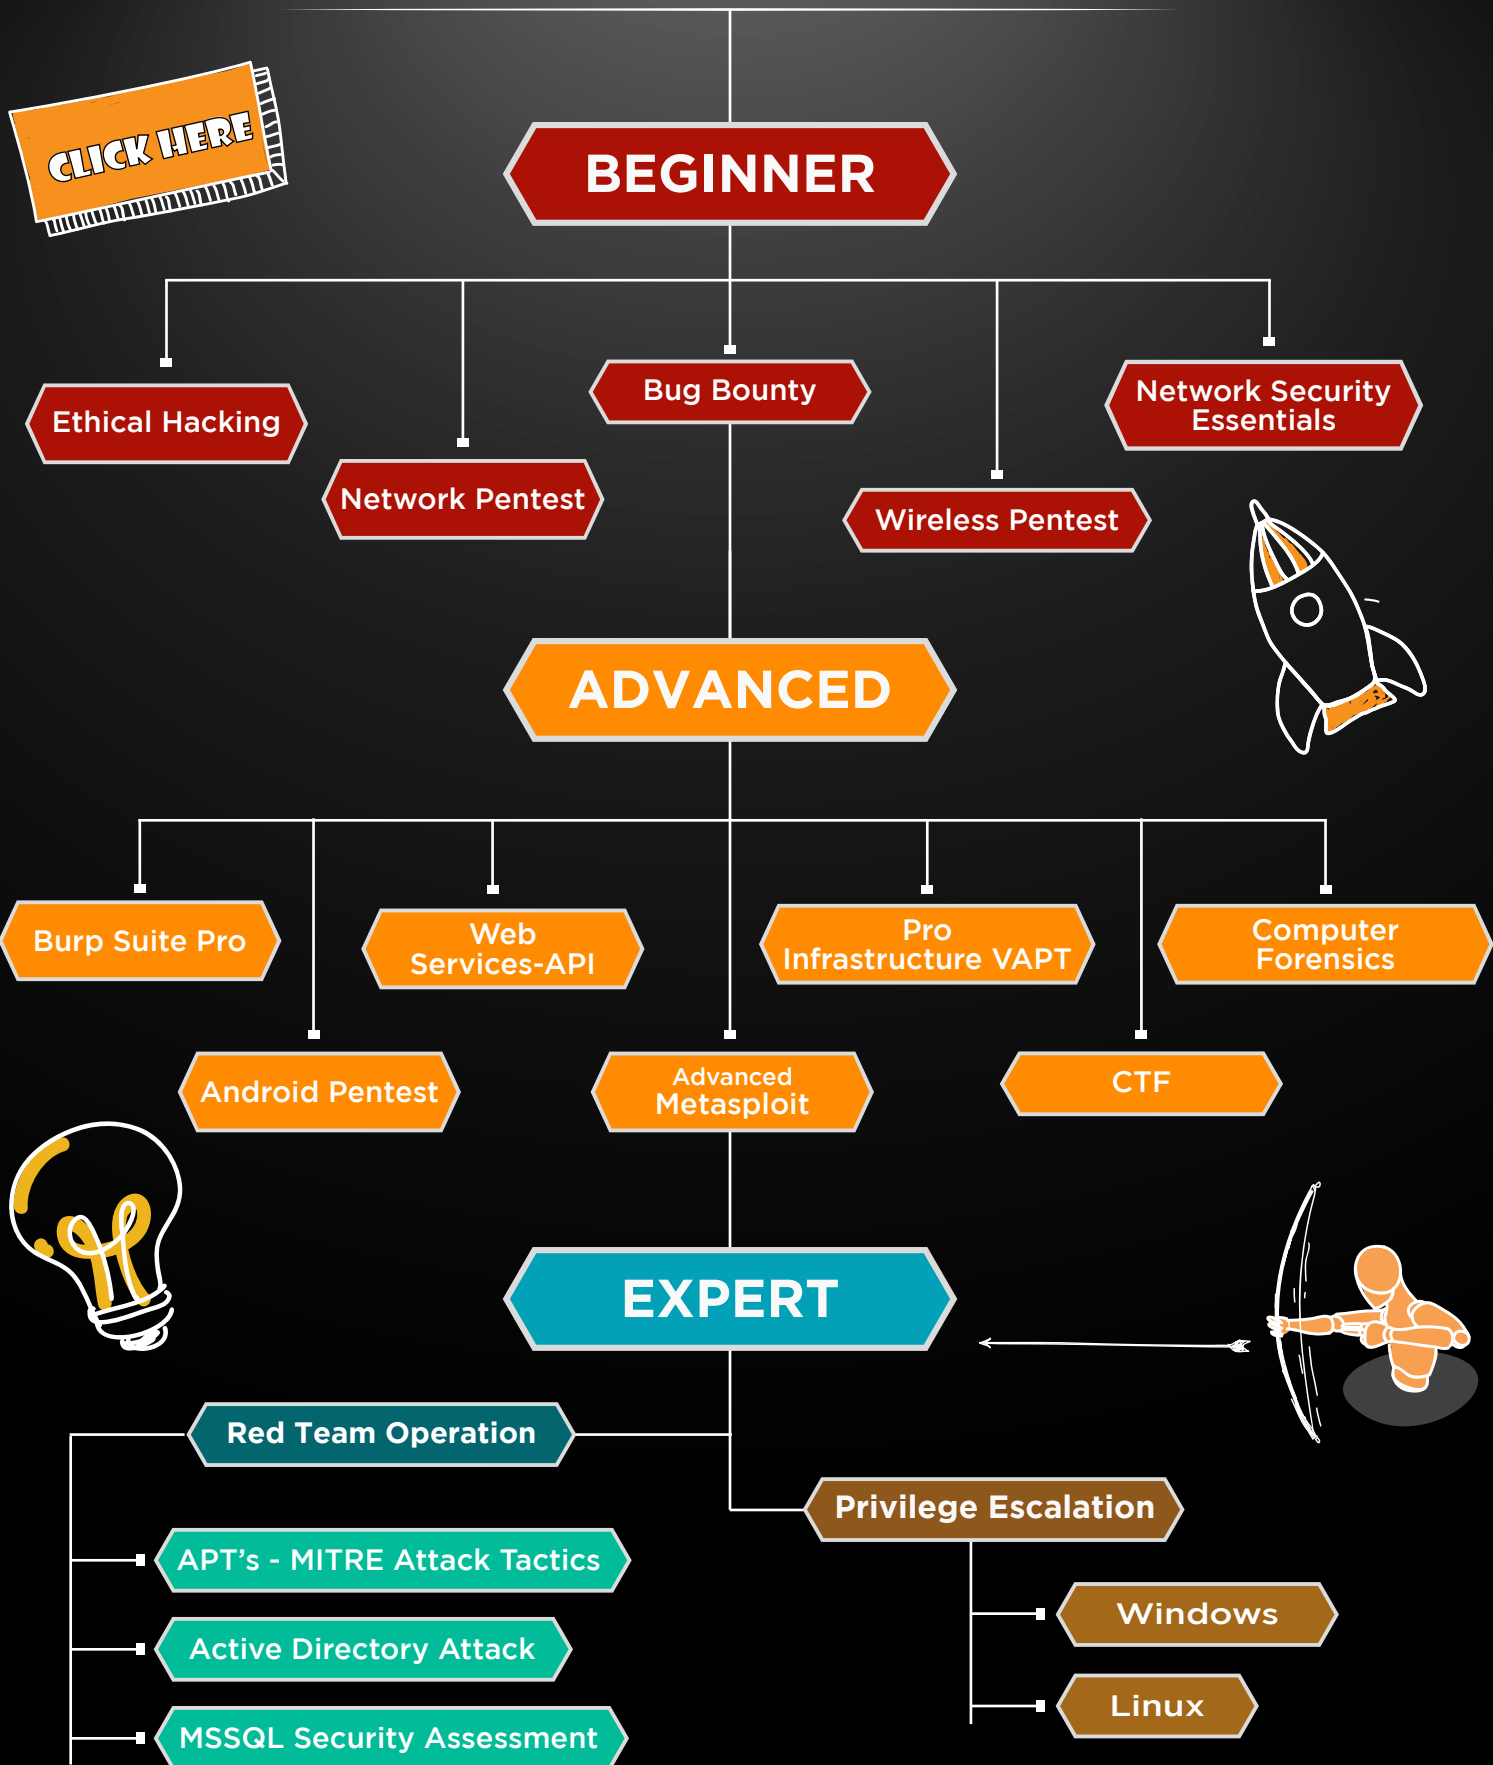 CLICK HERE
BEGINNER
Ethical Hacking
Network Pentest
Bug Bounty
Wireless Pentest
Network Security
Essentials
ADVANCED
Burp Suite Pro
Android Pentest
Web
Services-API
Advanced
Metasploit
Pro
Infrastructure VAPT
CTF
Computer
Forensics
EXPERT
Red Team Operation
APT’s - MITRE Attack Tactics
Active Directory Attack
MSSQL Security Assessment
Privilege Escalation
Windows
Linux